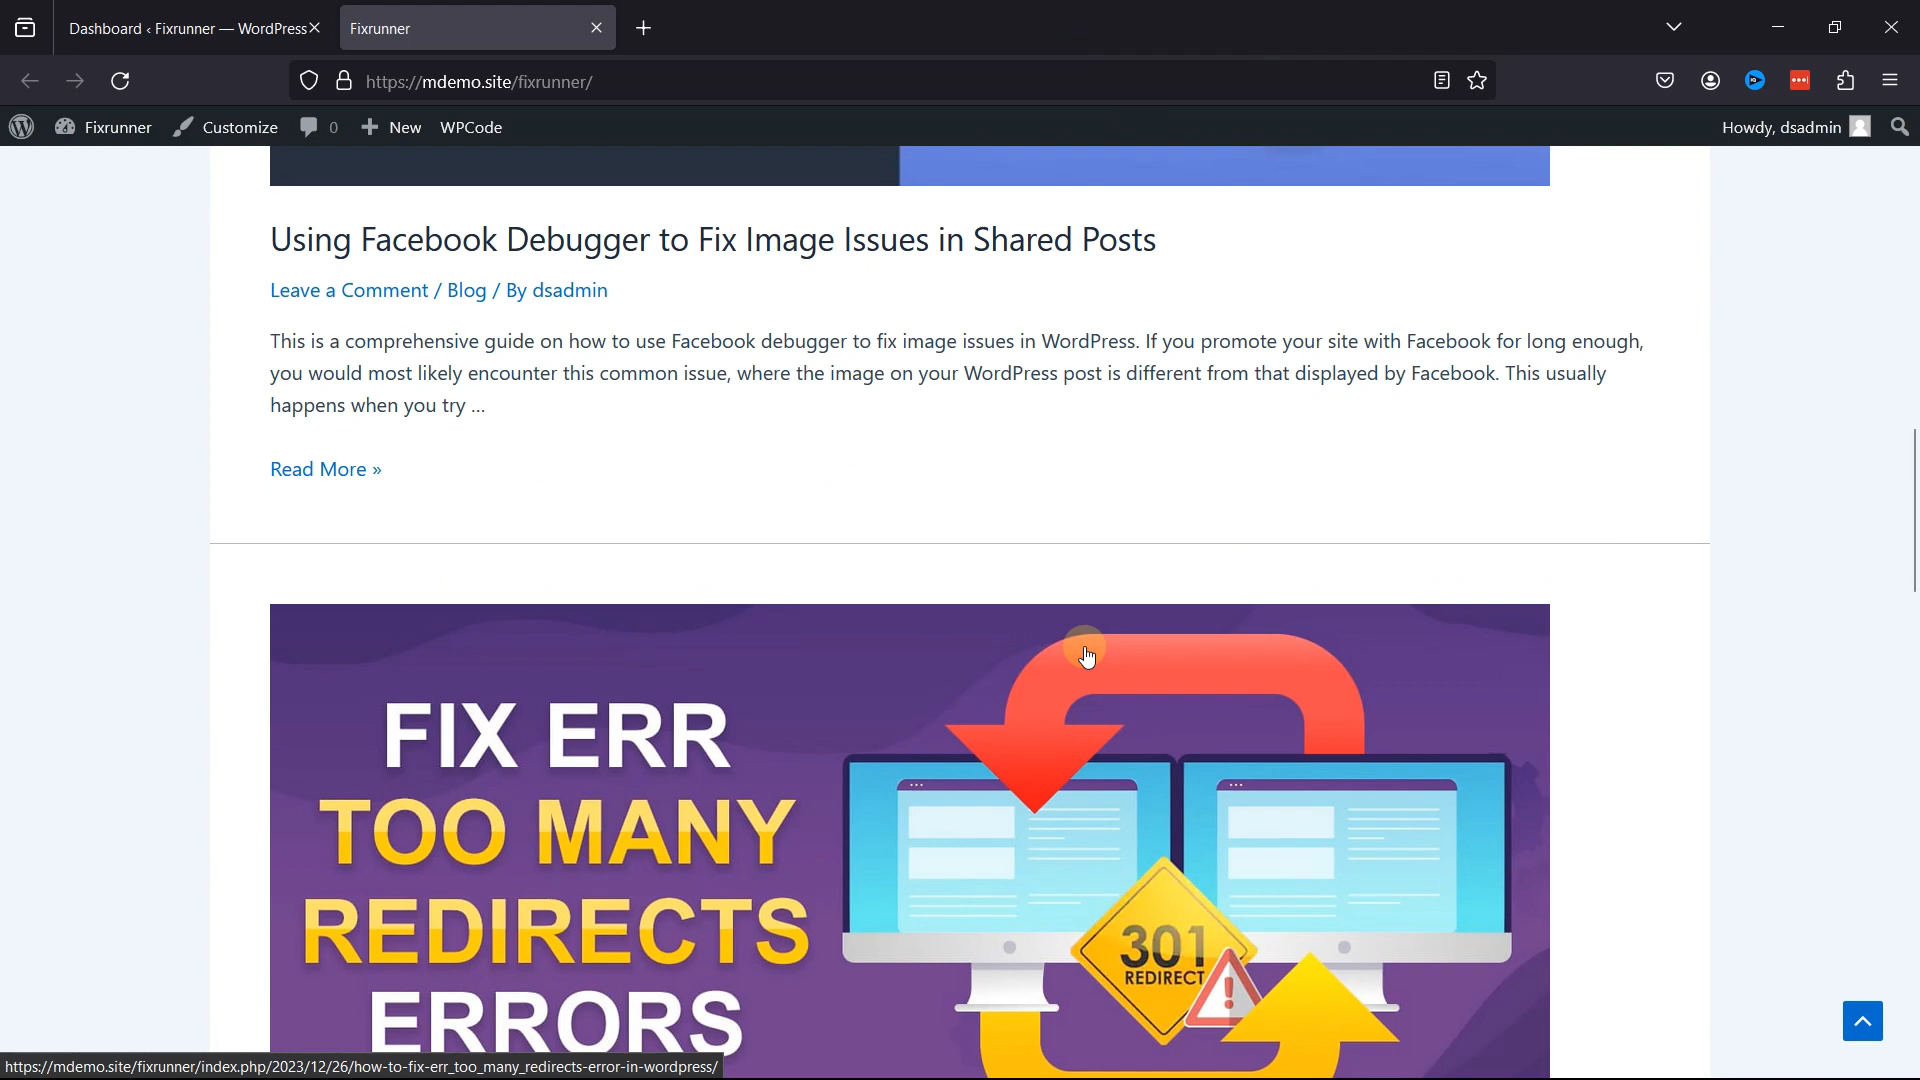 Dashboard ‹ Fixrunner — WordPress
Fixrunner
https://mdemo.site/fixrunner/
Fixrunner
Customize
0
New
WPCode
Howdy, dsadmin
Using Facebook Debugger to Fix Image Issues in Shared Posts
Leave a Comment / Blog / By dsadmin
This is a comprehensive guide on how to use Facebook debugger to fix image issues in WordPress. If you promote your site with Facebook for long enough,
you would most likely encounter this common issue, where the image on your WordPress post is different from that displayed by Facebook. This usually
happens when you try …
Read More »
FIX ERR
TOO MANY
REDIRECTS
ERRORS
301
REDIRECT
https://mdemo.site/fixrunner/index.php/2023/12/26/how-to-fix-err_too_many_redirects-error-in-wordpress/